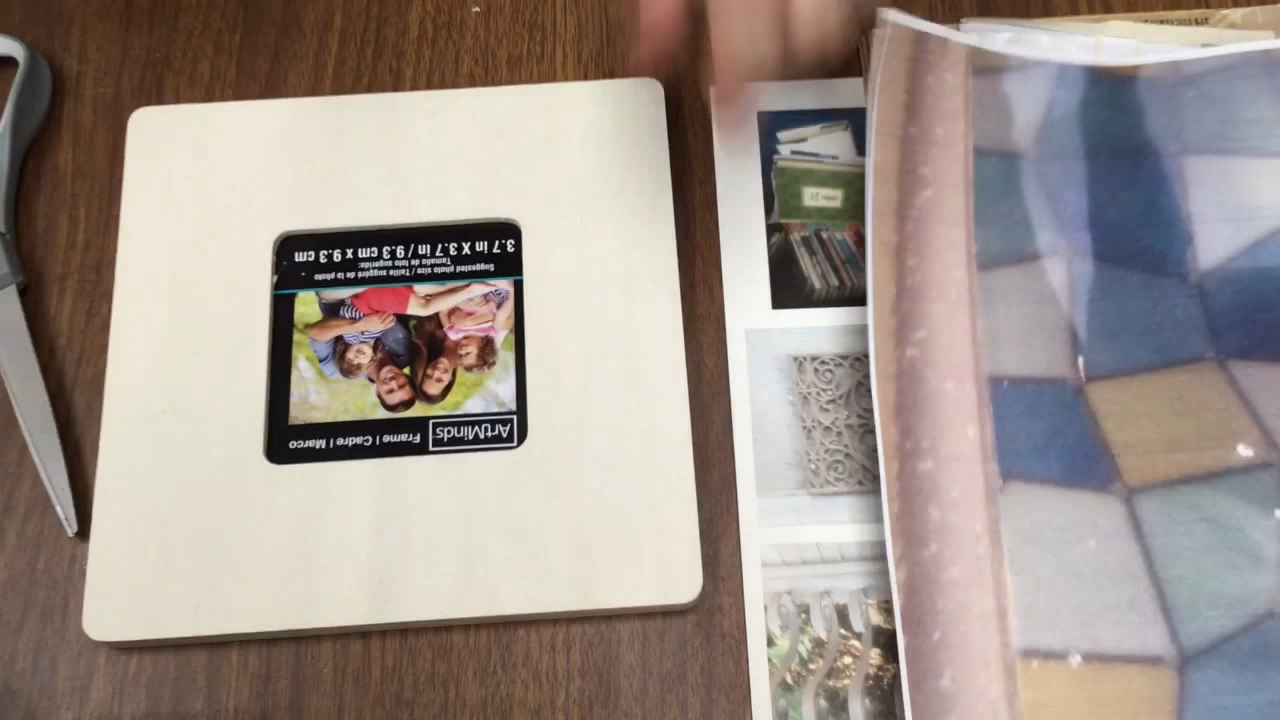 ArtMinds
Frame | Cadre | Marco
Suggested photo size / Taille suggéré de la photo
Tamaño de foto sugerido:
3.7 in X 3.7 in / 9.3 cm x 9.3 cm